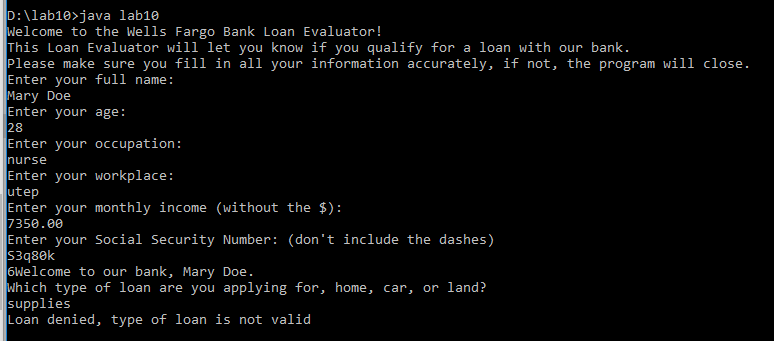 D:\lab10>java lab10
Welcome to the Wells Fargo Bank Loan Evaluator!
This Loan Evaluator will let you know if you qualify for a loan with our bank.
Please make sure you fill in all your information accurately, if not, the program will close.
Enter your full name:
Mary Doe
Enter your age:
28
Enter your occupation:
nurse
Enter your workplace:
utep
Enter your monthly income (without the $):
7350.00
Enter your Social Security Number: (don't include the dashes)
S3q80k
6Welcome to our bank, Mary Doe.
Which type of loan are you applying for, home, car, or land?
supplies
Loan denied, type of loan is not valid